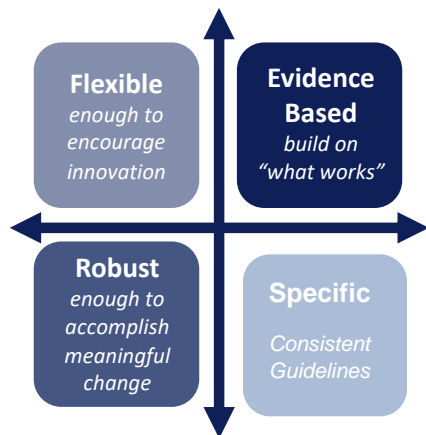 Flexible
enough to
encourage
innovation
Evidence
Based
build on
“what works”
Robust
enough to
accomplish
meaningful
change
Specific
Consistent
Guidelines